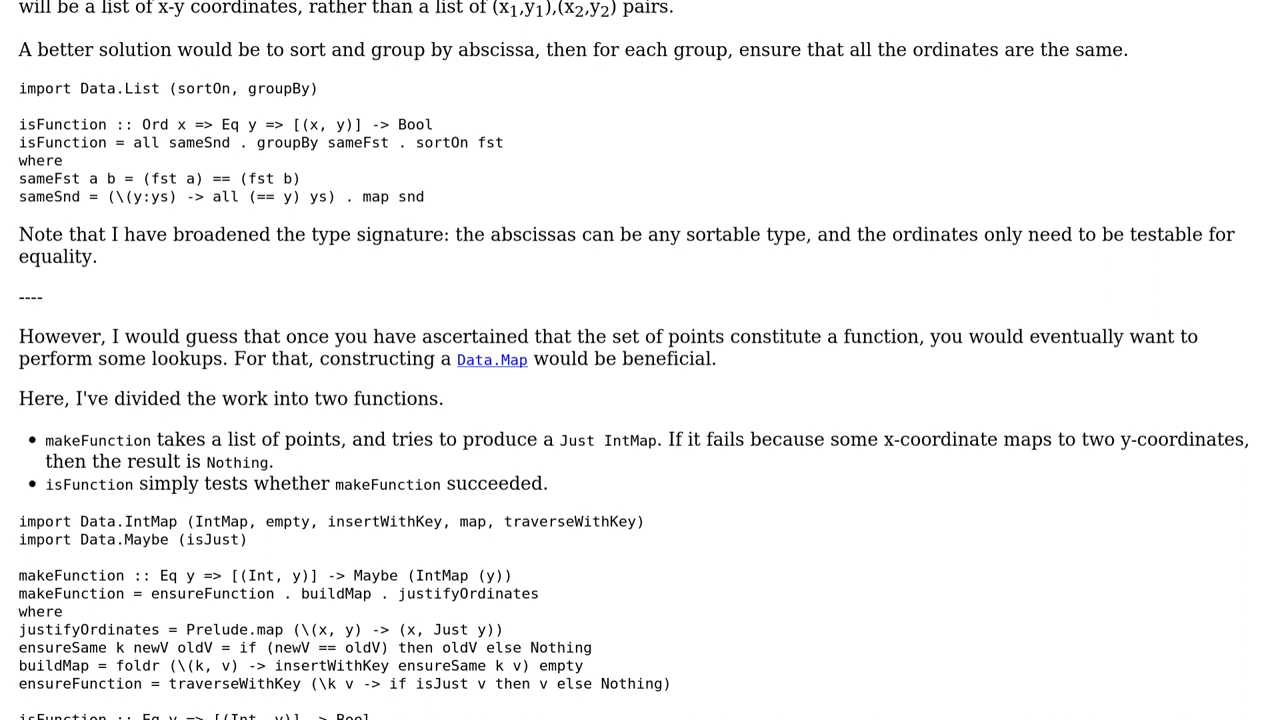 will be a list of x-y coordinates, rather than a list of (x1,y1),(x2,y2) pairs.
A better solution would be to sort and group by abscissa, then for each group, ensure that all the ordinates are the same.
import Data.List (sortOn, groupBy)
isFunction :: Ord x => Eq y => [(x, y)] -> Bool
isFunction = all sameSnd . groupBy sameFst . sortOn fst
where
sameFst a b = (fst a) == (fst b)
sameSnd = (\(y:ys) -> all (== y) ys) . map snd
Note that I have broadened the type signature: the abscissas can be any sortable type, and the ordinates only need to be testable for
equality.
----
However, I would guess that once you have ascertained that the set of points constitute a function, you would eventually want to
perform some lookups. For that, constructing a Data.Map would be beneficial.
Here, I've divided the work into two functions.
• makeFunction takes a list of points, and tries to produce a Just IntMap. If it fails because some x-coordinate maps to two y-coordinates,
then the result is Nothing.
• isFunction simply tests whether makeFunction succeeded.
import Data.IntMap (IntMap, empty, insertWithKey, map, traverseWithKey)
import Data.Maybe (isJust)
makeFunction :: Eq y => [(Int, y)] -> Maybe (IntMap (y))
makeFunction = ensureFunction . buildMap . justifyOrdinates
where
justifyOrdinates = Prelude.map (\(x, y) -> (x, Just y))
ensureSame k newV oldV = if (newV == oldV) then oldV else Nothing
buildMap = foldr (\(k, v) -> insertWithKey ensureSame k v) empty
ensureFunction = traverseWithKey (\k v -> if isJust v then v else Nothing)
isFunction :: Eq y => [(Int, y)] -> Bool